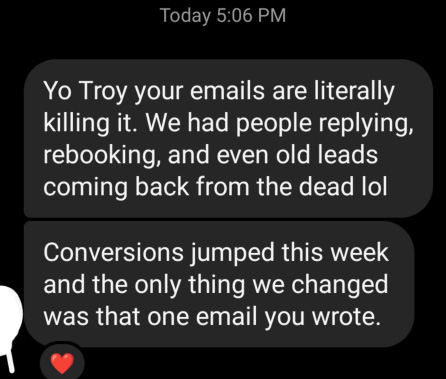 Today 5:06 PM
Yo Troy your emails are literally
killing it. We had people replying,
rebooking, and even old leads
coming back from the dead lol
Conversions jumped this week
and the only thing we changed
was that one email you wrote.